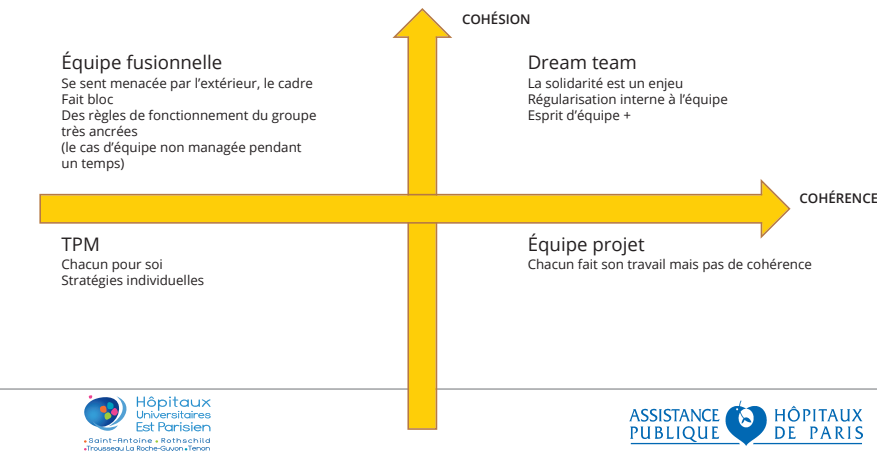 COHÉSION
Équipe fusionnelle
Se sent menacée par l'extérieur, le cadre
Fait bloc
Des règles de fonctionnement du groupe
très ancrées
(le cas d'équipe non managée pendant
un temps)
Dream team
La solidarité est un enjeu
Régularisation interne à l'équipe
Esprit d'équipe +
COHÉRENCE
TPM
Chacun pour soi
Stratégies individuelles
Équipe projet
Chacun fait son travail mais pas de cohérence
Hôpitaux
Universitaires
Est Parisien
•Saint-Antoine •Rothschild
•Trousseau La Roche-Guyon•Tenon
ASSISTANCE HÔPITAUX
PUBLIQUE DE PARIS